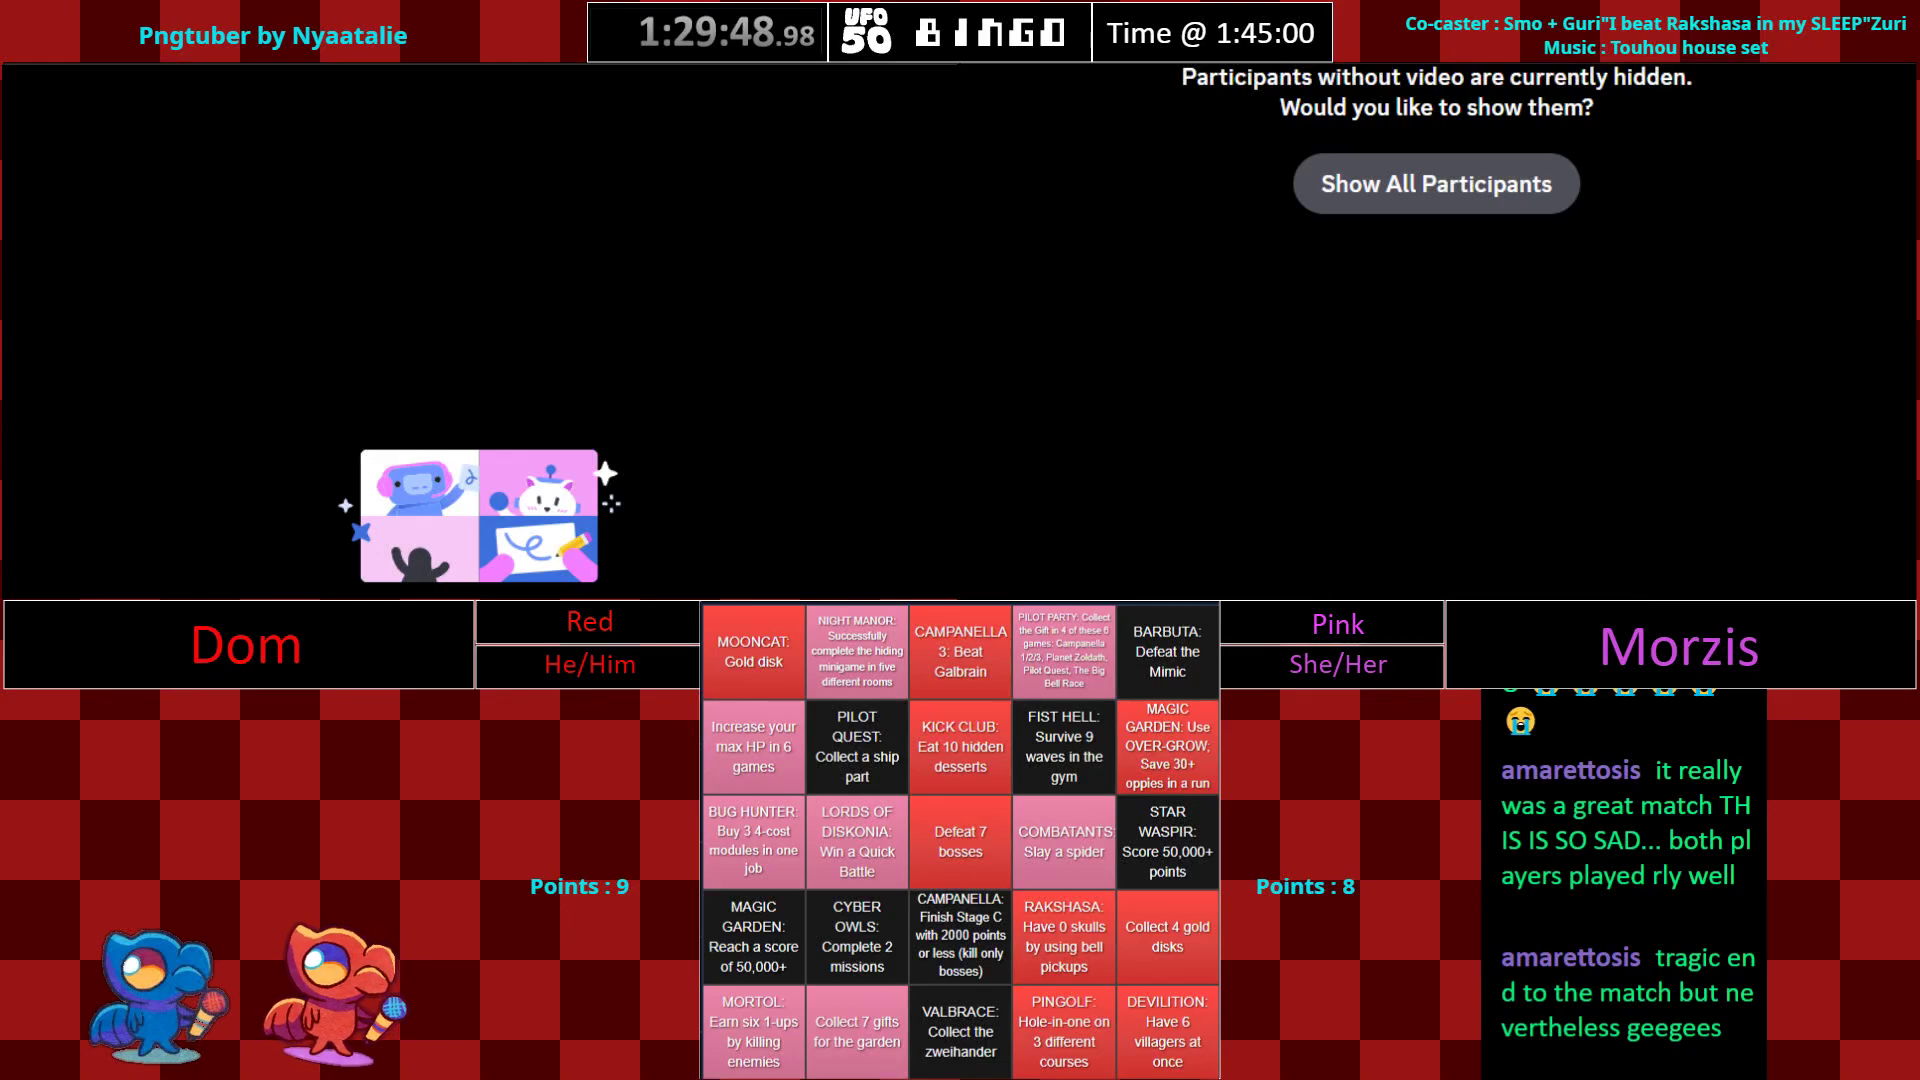 Pngtuber by Nyaatalie
1:29:48.98
UFO 50
BINGO
Time @ 1:45:00
Co-caster : Smo + Guri"I beat Rakshasa in my SLEEP"Zuri
Music : Touhou house set
Participants without video are currently hidden.
Would you like to show them?
Show All Participants
Dom
Red
He/Him
Pink
She/Her
Morzis
MOONCAT:
Gold disk
NIGHT MANOR:
Successfully
complete the hiding
minigame in five
different rooms
CAMPANELLA
3: Beat
Galbrain
PILOT PARTY: Collect
the Gift in 4 of these 6
games: Campanella
1/2/3, Planet Zoldath,
Pilot Quest, The Big
Bell Race
BARBUTA:
Defeat the
Mimic
Increase your
max HP in 6
games
PILOT
QUEST:
Collect a ship
part
KICK CLUB:
Eat 10 hidden
desserts
FIST HELL:
Survive 9
waves in the
gym
MAGIC
GARDEN: Use
OVER-GROW;
Save 30+
oppies in a run
BUG HUNTER:
Buy 3 4-cost
modules in one
job
LORDS OF
DISKONIA:
Win a Quick
Battle
Defeat 7
bosses
COMBATANTS:
Slay a spider
STAR
WASPIR:
Score 50,000+
points
MAGIC
GARDEN:
Reach a score
of 50,000+
CYBER
OWLS:
Complete 2
missions
CAMPANELLA:
Finish Stage C
with 2000 points
or less (kill only
bosses)
RAKSHASA:
Have 0 skulls
by using bell
pickups
Collect 4 gold
disks
MORTOL:
Earn six 1-ups
by killing
enemies
Collect 7 gifts
for the garden
VALBRACE:
Collect the
zweihander
PINGOLF:
Hole-in-one on
3 different
courses
DEVILITION:
Have 6
villagers at
once
Points : 9
Points : 8
😭
amarettosis it really
was a great match TH
IS IS SO SAD... both pl
ayers played rly well
amarettosis tragic en
d to the match but ne
vertheless geegees